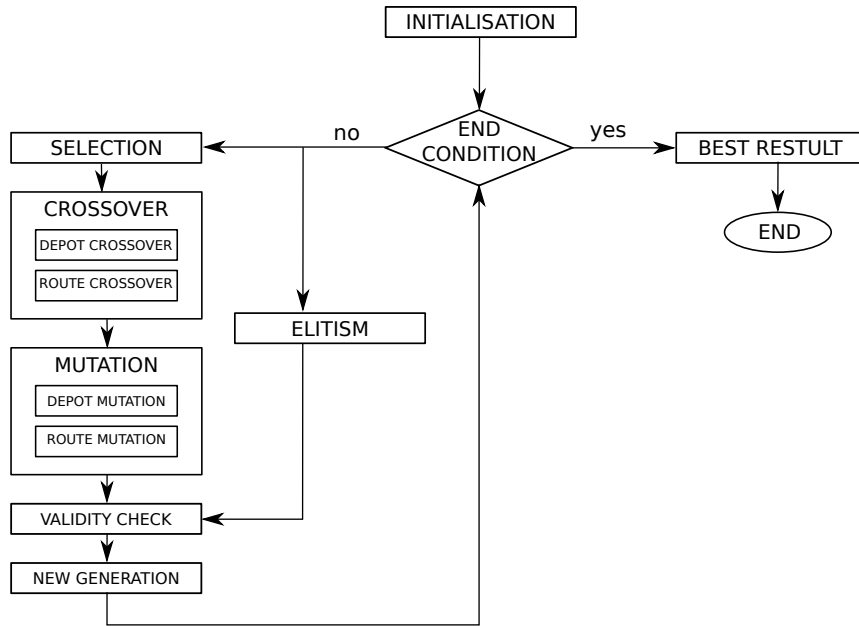 INITIALISATION
END
CONDITION
no
yes
SELECTION
BEST RESTULT
CROSSOVER
DEPOT CROSSOVER
ROUTE CROSSOVER
END
ELITISM
MUTATION
DEPOT MUTATION
ROUTE MUTATION
VALIDITY CHECK
NEW GENERATION